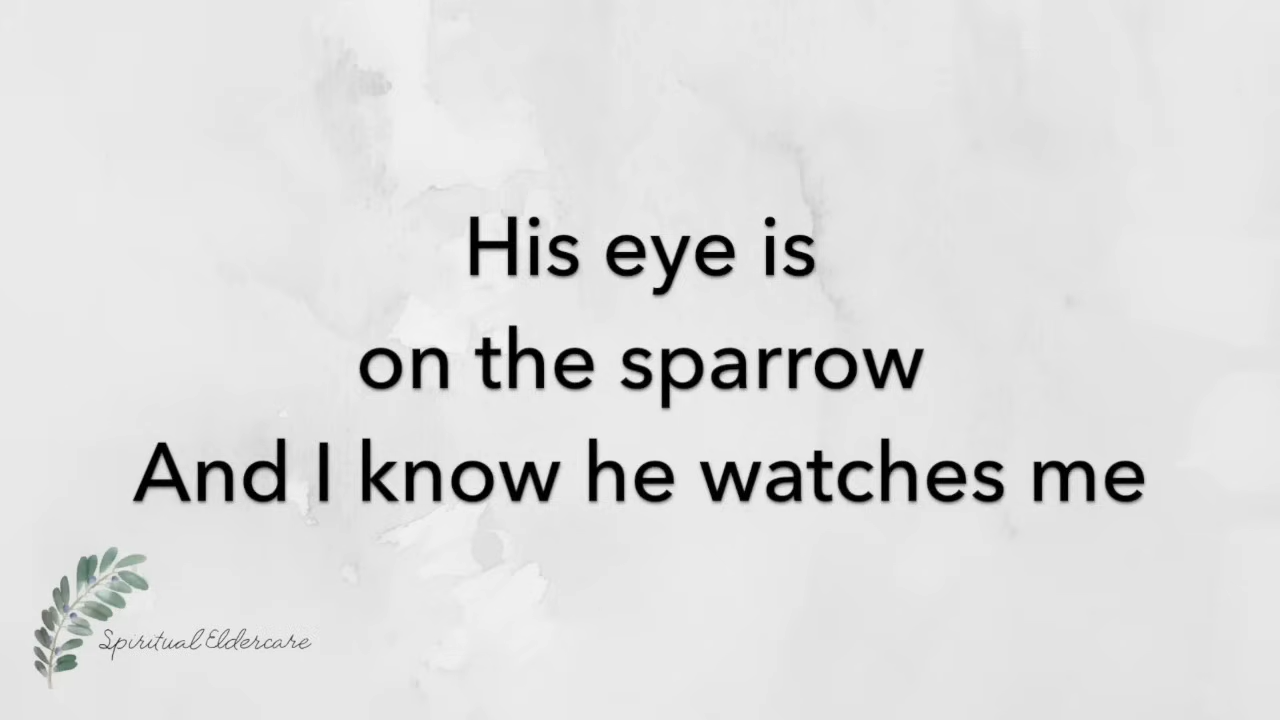 His eye is
on the sparrow
And I know he watches me
Spiritual Eldercare